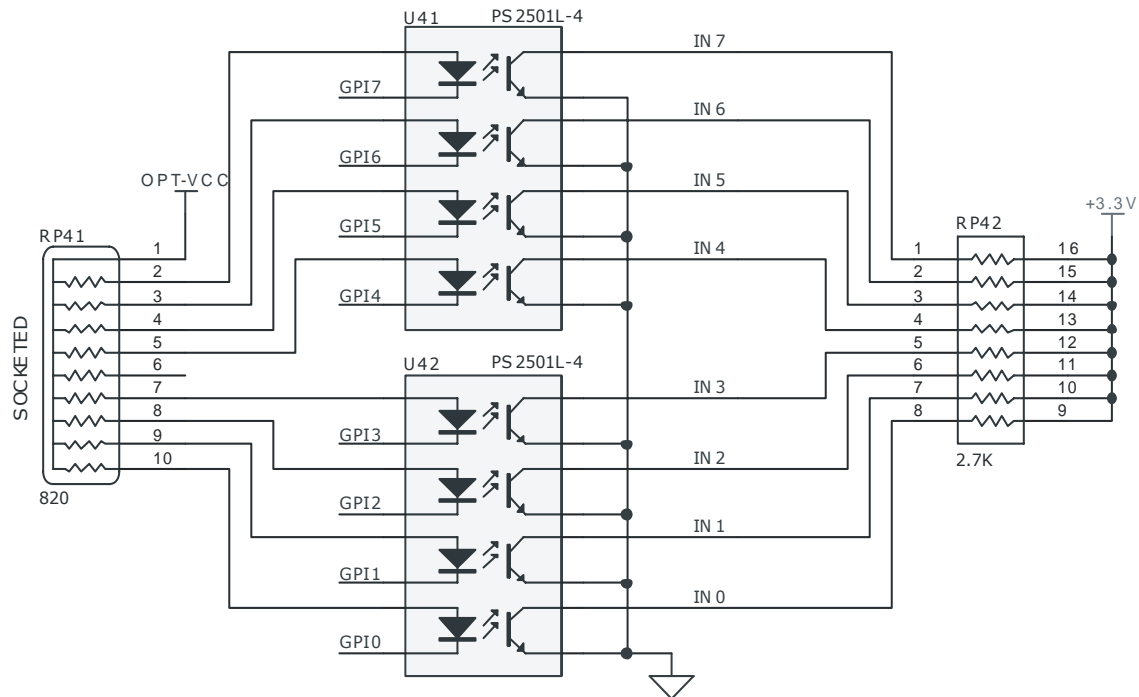 U41 PS2501L-4
IN 7
GPI7
IN 6
GPI6
OPT-VCC
IN 5
+3.3V
GPI5
RP41
RP42
IN 4
1
1 16
2
2 15
GPI4
3
3 14
4
4 13
5
5 12
SOCKETED
U42 PS2501L-4
6
6 11
7
IN 3
7 10
8
8 9
9
GPI3
10
IN 2
2.7K
820
GPI2
IN 1
GPI1
IN 0
GPI0